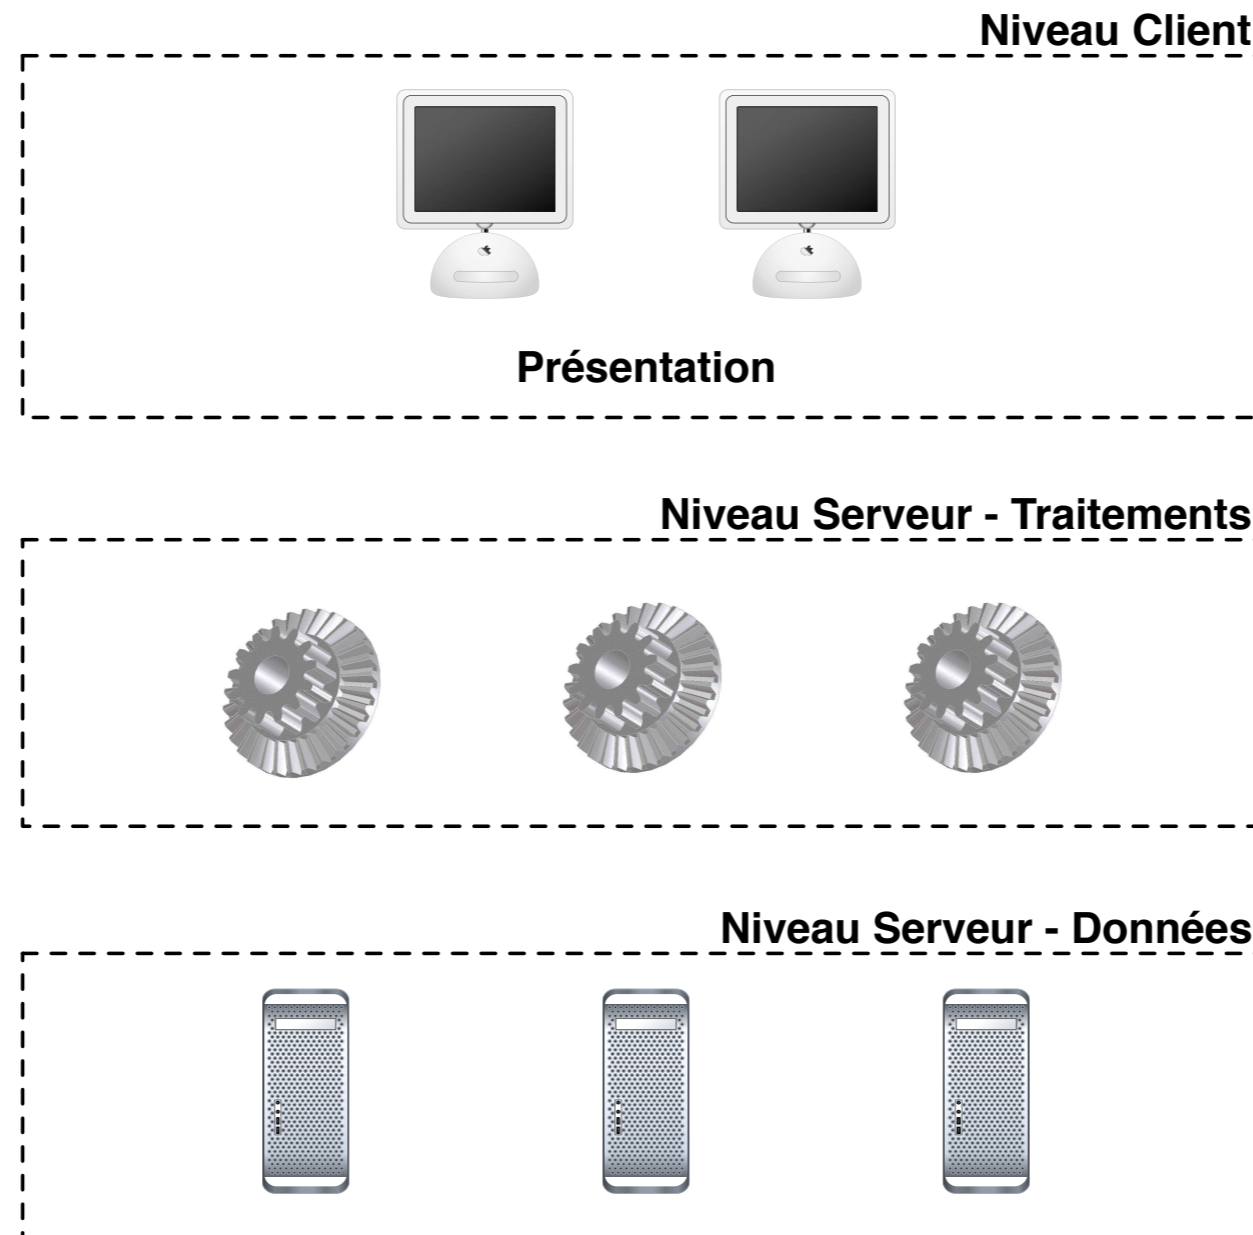 Niveau Client
Présentation
Niveau Serveur - Traitements
Niveau Serveur - Données